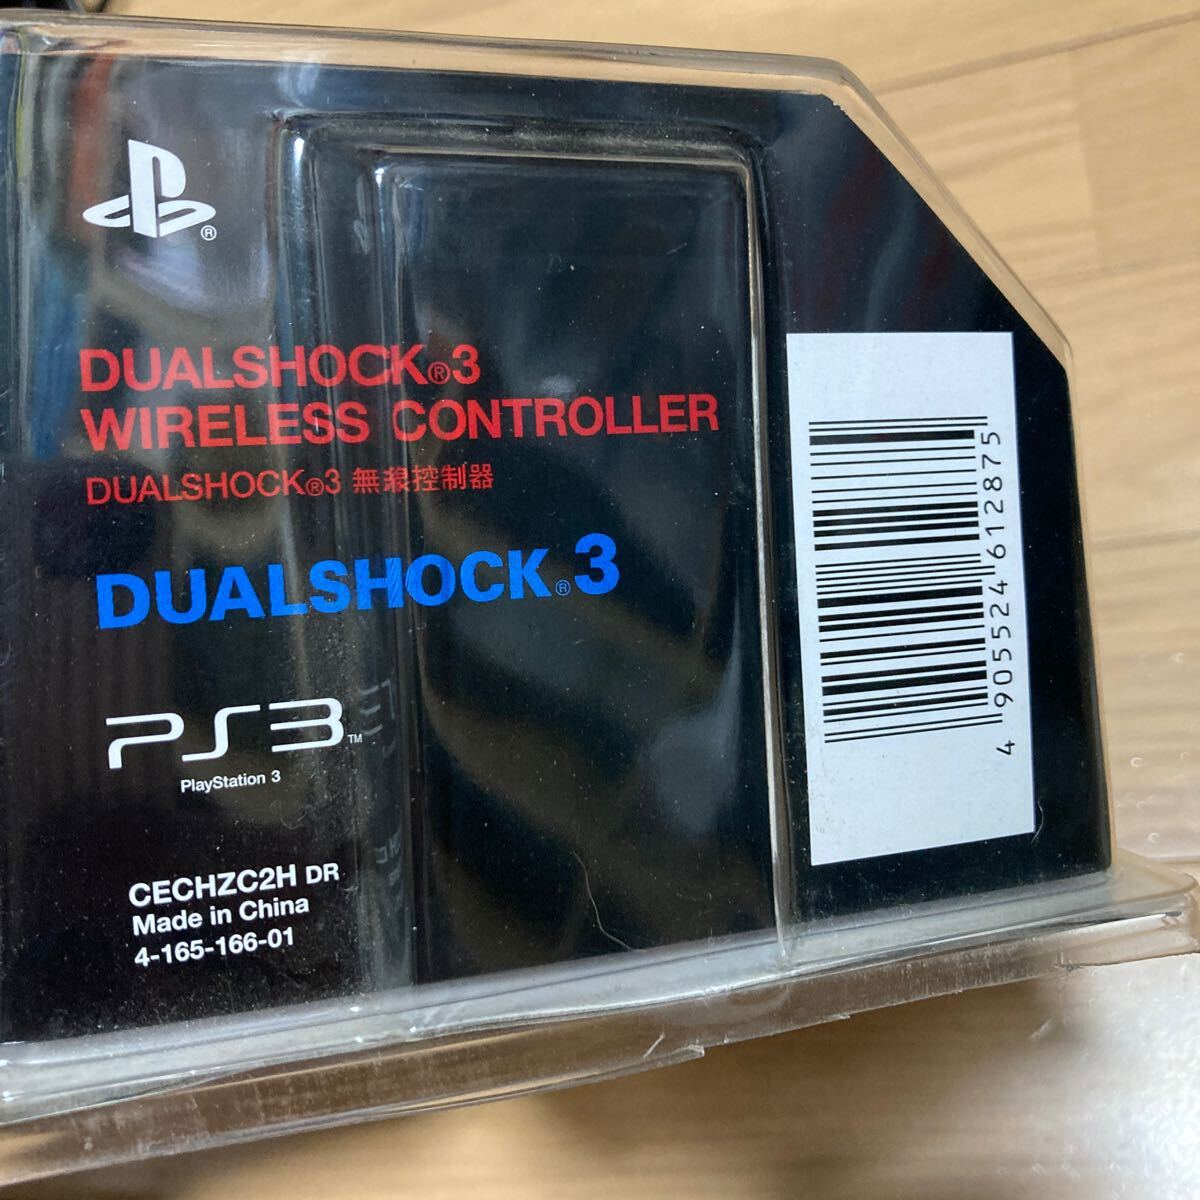 ®
DUALSHOCK®3
WIRELESS CONTROLLER
DUALSHOCK®3 無線控制器
DUALSHOCK®3
PS3™
PlayStation 3
CECHZC2H DR
Made in China
4-165-166-01
4 905524 612875